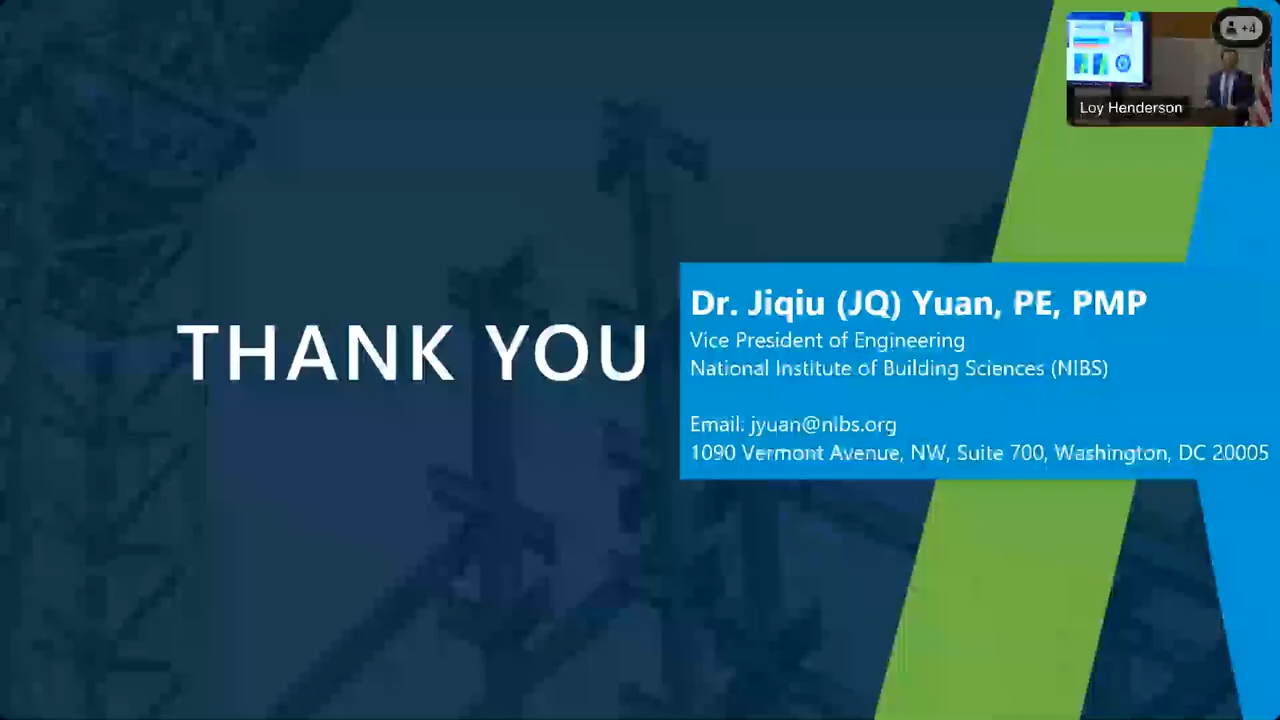 +4
Loy Henderson
THANK YOU
Dr. Jiqiu (JQ) Yuan, PE, PMP
Vice President of Engineering
National Institute of Building Sciences (NIBS)
Email: jyuan@nibs.org
1090 Vermont Avenue, NW, Suite 700, Washington, DC 20005